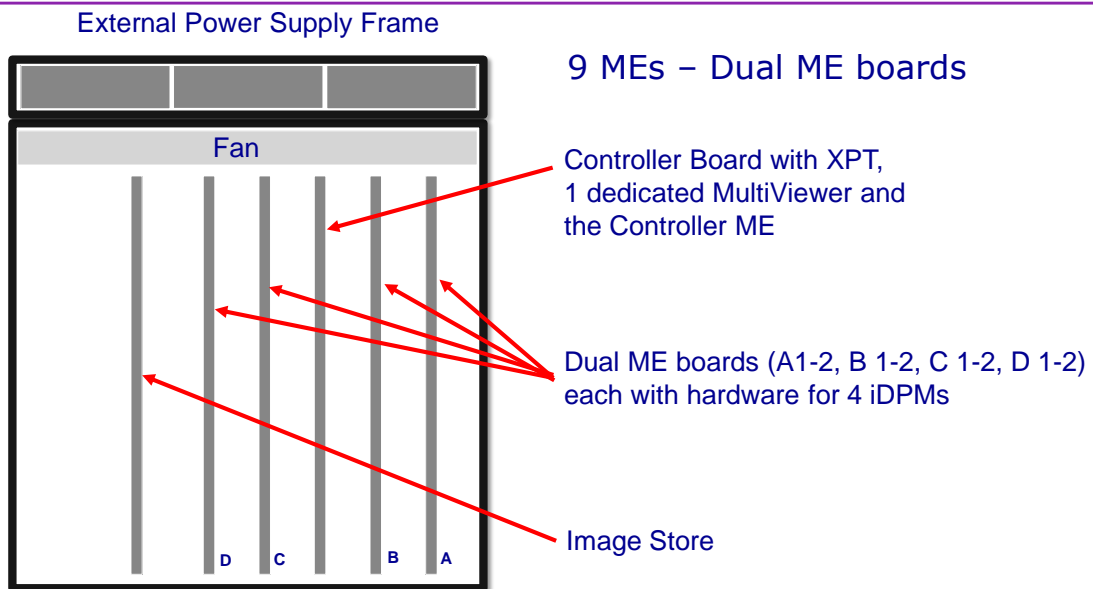 External Power Supply Frame
9 MEs – Dual ME boards
Fan
Controller Board with XPT,
1 dedicated MultiViewer and
the Controller ME
Dual ME boards (A1-2, B 1-2, C 1-2, D 1-2)
each with hardware for 4 iDPMs
Image Store
D C B A